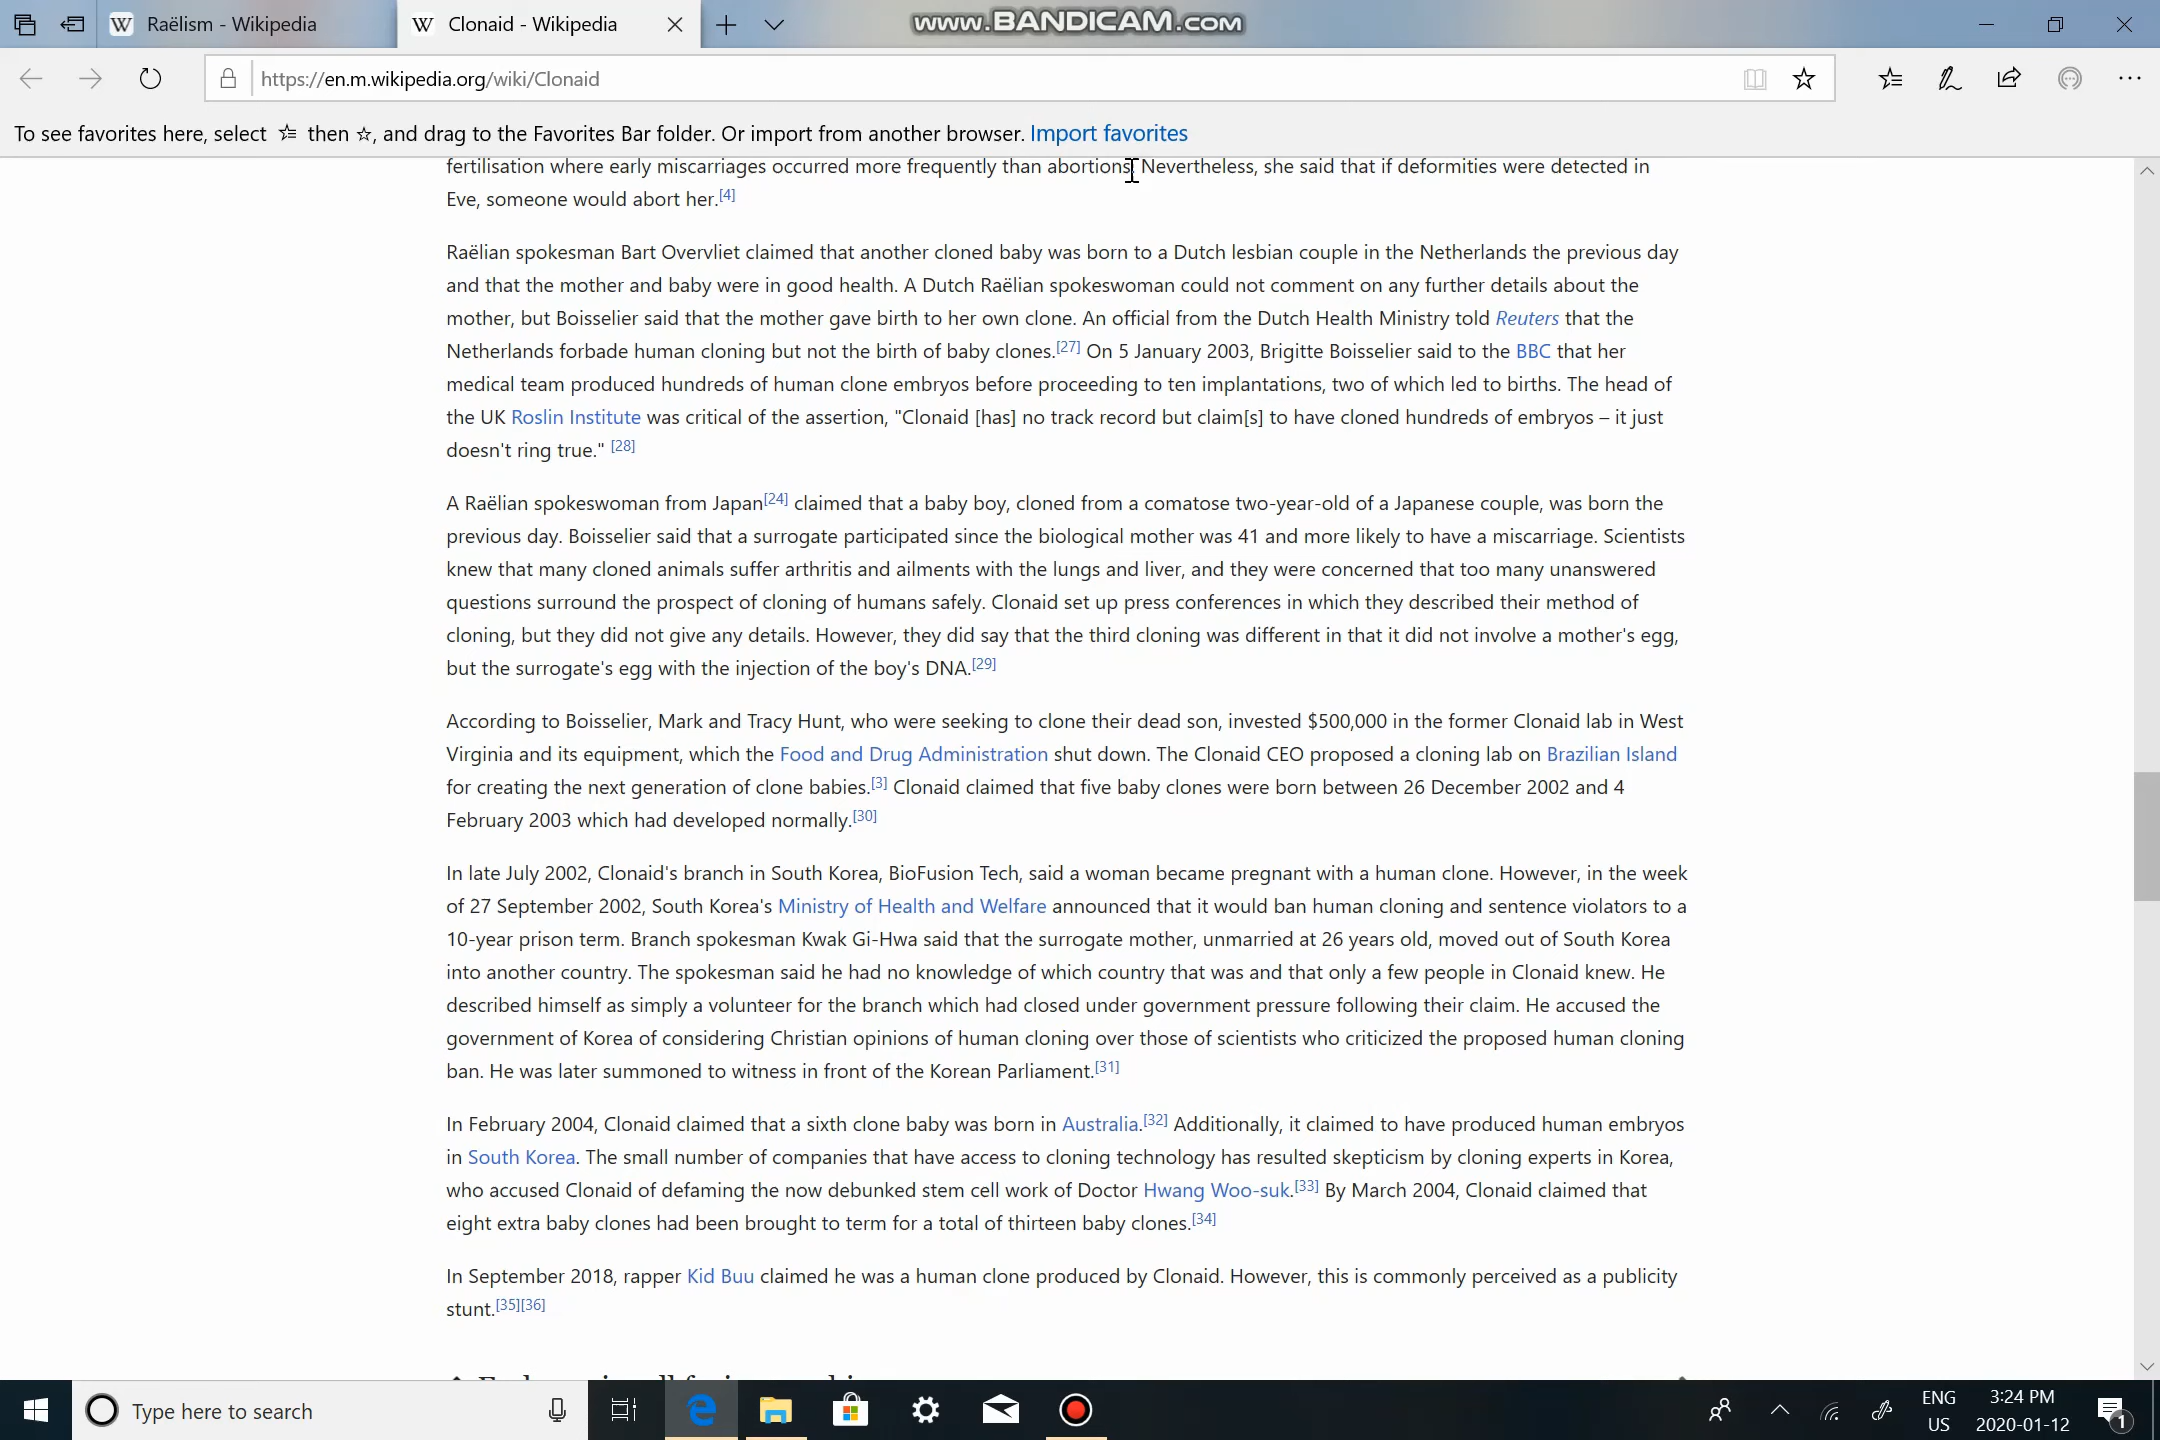 Raëlism - Wikipedia
Clonaid - Wikipedia
www.BANDICAM.com
https://en.m.wikipedia.org/wiki/Clonaid
To see favorites here, select then ☆, and drag to the Favorites Bar folder. Or import from another browser. Import favorites
fertilisation where early miscarriages occurred more frequently than abortions. Nevertheless, she said that if deformities were detected in
Eve, someone would abort her.[4]
Raëlian spokesman Bart Overvliet claimed that another cloned baby was born to a Dutch lesbian couple in the Netherlands the previous day
and that the mother and baby were in good health. A Dutch Raëlian spokeswoman could not comment on any further details about the
mother, but Boisselier said that the mother gave birth to her own clone. An official from the Dutch Health Ministry told Reuters that the
Netherlands forbade human cloning but not the birth of baby clones.[27] On 5 January 2003, Brigitte Boisselier said to the BBC that her
medical team produced hundreds of human clone embryos before proceeding to ten implantations, two of which led to births. The head of
the UK Roslin Institute was critical of the assertion, "Clonaid [has] no track record but claim[s] to have cloned hundreds of embryos – it just
doesn't ring true." [28]
A Raëlian spokeswoman from Japan[24] claimed that a baby boy, cloned from a comatose two-year-old of a Japanese couple, was born the
previous day. Boisselier said that a surrogate participated since the biological mother was 41 and more likely to have a miscarriage. Scientists
knew that many cloned animals suffer arthritis and ailments with the lungs and liver, and they were concerned that too many unanswered
questions surround the prospect of cloning of humans safely. Clonaid set up press conferences in which they described their method of
cloning, but they did not give any details. However, they did say that the third cloning was different in that it did not involve a mother's egg,
but the surrogate's egg with the injection of the boy's DNA.[29]
According to Boisselier, Mark and Tracy Hunt, who were seeking to clone their dead son, invested $500,000 in the former Clonaid lab in West
Virginia and its equipment, which the Food and Drug Administration shut down. The Clonaid CEO proposed a cloning lab on Brazilian Island
for creating the next generation of clone babies.[3] Clonaid claimed that five baby clones were born between 26 December 2002 and 4
February 2003 which had developed normally.[30]
In late July 2002, Clonaid's branch in South Korea, BioFusion Tech, said a woman became pregnant with a human clone. However, in the week
of 27 September 2002, South Korea's Ministry of Health and Welfare announced that it would ban human cloning and sentence violators to a
10-year prison term. Branch spokesman Kwak Gi-Hwa said that the surrogate mother, unmarried at 26 years old, moved out of South Korea
into another country. The spokesman said he had no knowledge of which country that was and that only a few people in Clonaid knew. He
described himself as simply a volunteer for the branch which had closed under government pressure following their claim. He accused the
government of Korea of considering Christian opinions of human cloning over those of scientists who criticized the proposed human cloning
ban. He was later summoned to witness in front of the Korean Parliament.[31]
In February 2004, Clonaid claimed that a sixth clone baby was born in Australia.[32] Additionally, it claimed to have produced human embryos
in South Korea. The small number of companies that have access to cloning technology has resulted skepticism by cloning experts in Korea,
who accused Clonaid of defaming the now debunked stem cell work of Doctor Hwang Woo-suk.[33] By March 2004, Clonaid claimed that
eight extra baby clones had been brought to term for a total of thirteen baby clones.[34]
In September 2018, rapper Kid Buu claimed he was a human clone produced by Clonaid. However, this is commonly perceived as a publicity
stunt.[35][36]
Type here to search
ENG
US
3:24 PM
2020-01-12
1